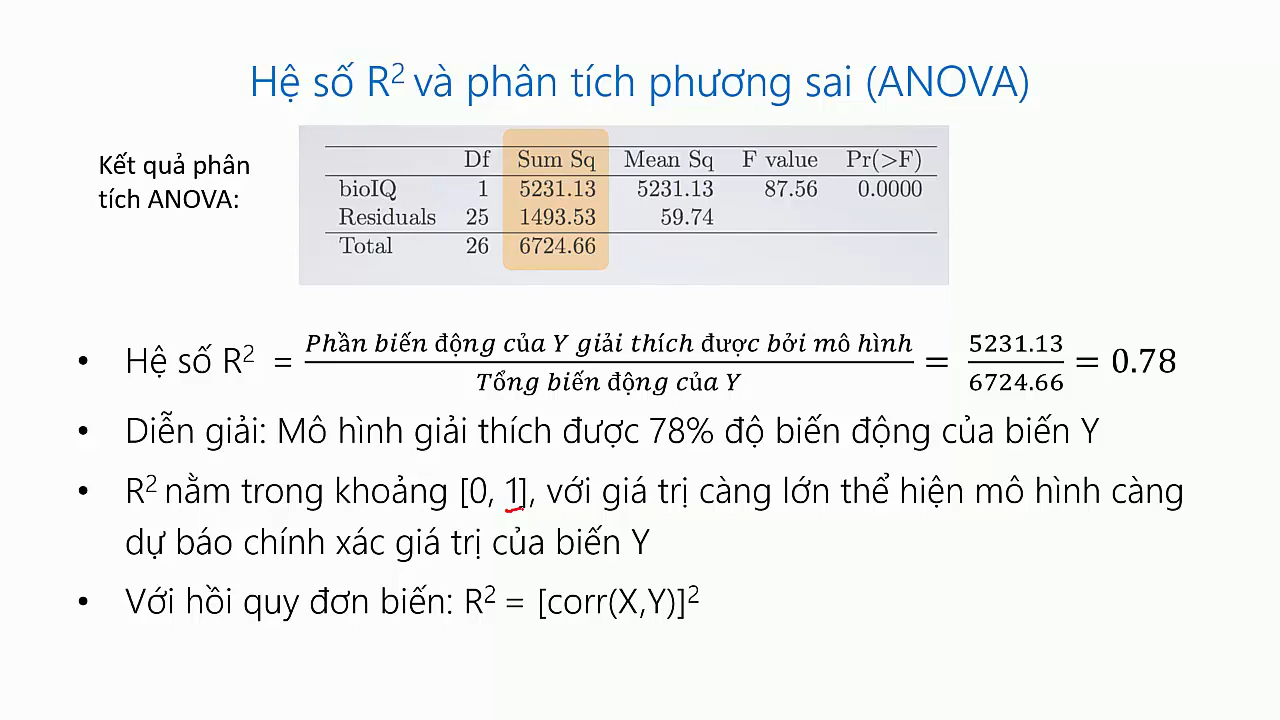 Hệ số R² và phân tích phương sai (ANOVA)
Kết quả phân
tích ANOVA:
Df Sum Sq Mean Sq F value Pr(>F)
bioIQ 1 5231.13 5231.13 87.56 0.0000
Residuals 25 1493.53 59.74
Total 26 6724.66
• Hệ số R² = Phần biến động của Y giải thích được bởi mô hình / Tổng biến động của Y = 5231.13 / 6724.66 = 0.78
• Diễn giải: Mô hình giải thích được 78% độ biến động của biến Y
• R² nằm trong khoảng [0, 1], với giá trị càng lớn thể hiện mô hình càng
dự báo chính xác giá trị của biến Y
• Với hồi quy đơn biến: R² = [corr(X,Y)]²